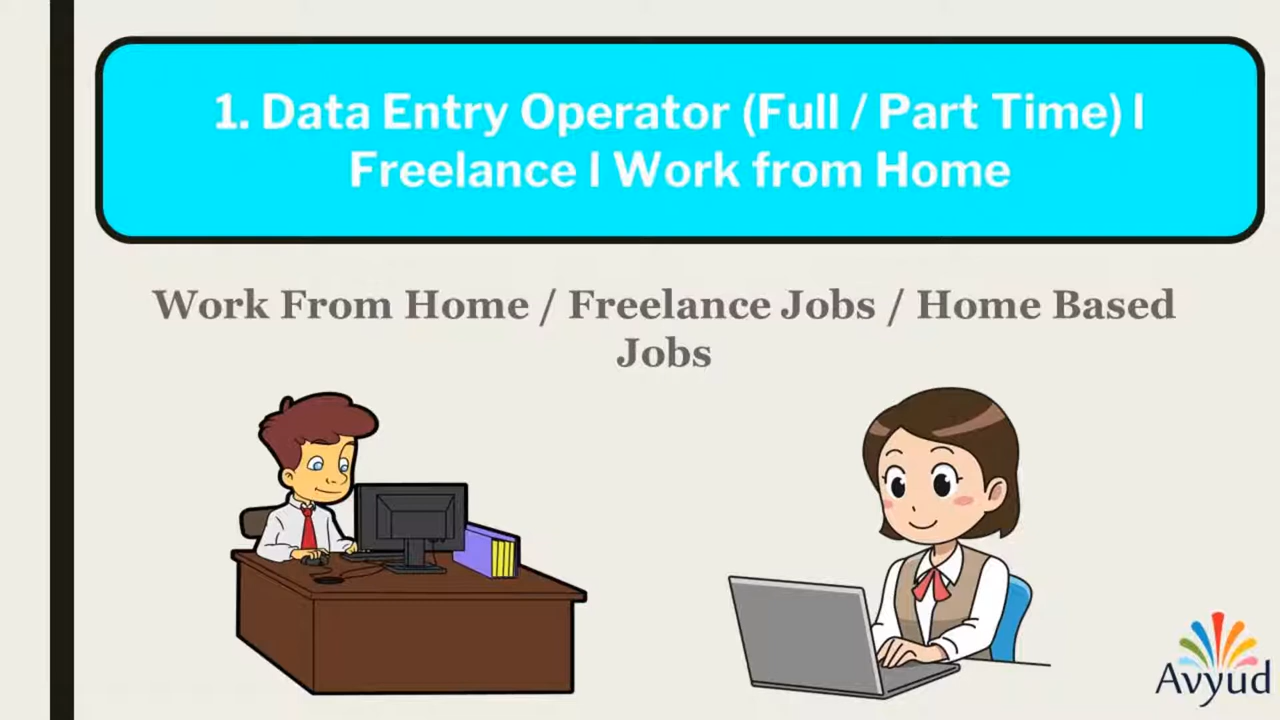 1. Data Entry Operator (Full / Part Time) |
Freelance | Work from Home
Work From Home / Freelance Jobs / Home Based
Jobs
Avyud